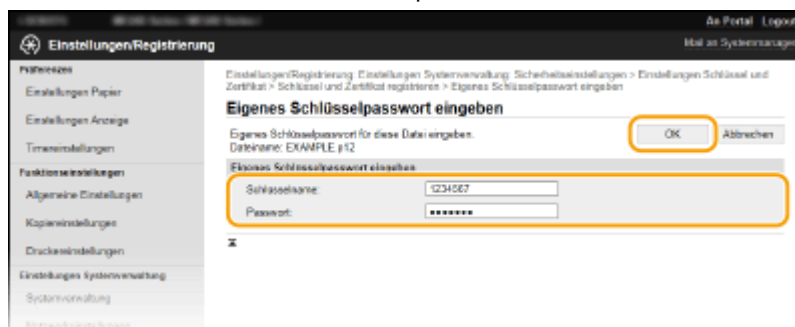 An Portal Logout
Einstellungen/Registrierung
Mail an Systemmanager
Präferenzen
Einstellungen/Registrierung: Einstellungen Systemverwaltung: Sicherheitseinstellungen > Einstellungen Schlüssel und
Zertifikat > Schlüssel und Zertifikat registrieren > Eigenes Schlüsselpasswort eingeben
Einstellungen Papier
Eigenes Schlüsselpasswort eingeben
Einstellungen Anzeige
Eigenes Schlüsselpasswort für diese Datei eingeben.
OK
Abbrechen
Dateiname: EXAMPLE.p12
Timereinstellungen
Eigenes Schlüsselpasswort eingeben
Funktionseinstellungen
Schlüsselname:
1234567
Allgemeine Einstellungen
Passwort:
•••••••
Kopiereinstellungen
Druckereinstellungen
Einstellungen Systemverwaltung
Systemverwaltung
Netzwerkeinstellungen